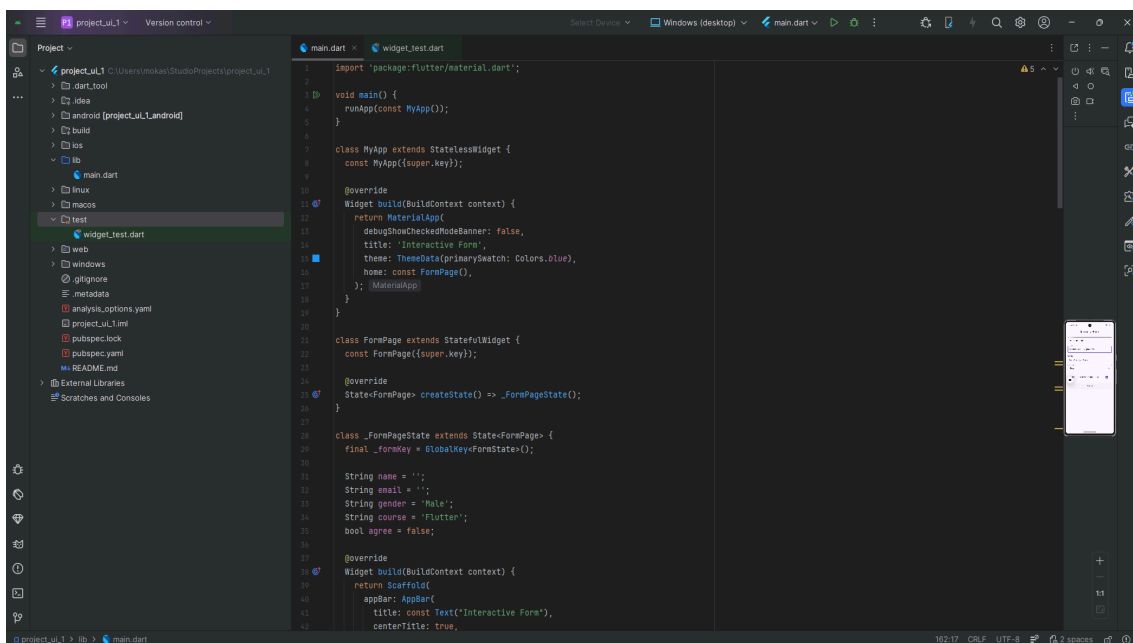 P1 project_ui_1 Version control Select Device Windows (desktop) main.dart
Project
main.dart widget_test.dart
project_ui_1 C:\Users\mokas\StudioProjects\project_ui_1
.dart_tool
.idea
android [project_ui_1_android]
build
ios
lib
main.dart
linux
macos
test
widget_test.dart
web
windows
.gitignore
.metadata
analysis_options.yaml
project_ui_1.iml
pubspec.lock
pubspec.yaml
M↓ README.md
External Libraries
Scratches and Consoles
5
1 import 'package:flutter/material.dart';
2
3 void main() {
4 runApp(const MyApp());
5 }
6
7 class MyApp extends StatelessWidget {
8 const MyApp({super.key});
9
10 @override
11 Widget build(BuildContext context) {
12 return MaterialApp(
13 debugShowCheckedModeBanner: false,
14 title: 'Interactive Form',
15 theme: ThemeData(primarySwatch: Colors.blue),
16 home: const FormPage(),
17 ); MaterialApp
18 }
19 }
20
21 class FormPage extends StatefulWidget {
22 const FormPage({super.key});
23
24 @override
25 State<FormPage> createState() => _FormPageState();
26 }
27
28 class _FormPageState extends State<FormPage> {
29 final _formKey = GlobalKey<FormState>();
30
31 String name = '';
32 String email = '';
33 String gender = 'Male';
34 String course = 'Flutter';
35 bool agree = false;
36
37 @override
38 Widget build(BuildContext context) {
39 return Scaffold(
40 appBar: AppBar(
41 title: const Text("Interactive Form"),
42 centerTitle: true,
1:1
project_ui_1 > lib > main.dart 162:17 CRLF UTF-8 2 spaces